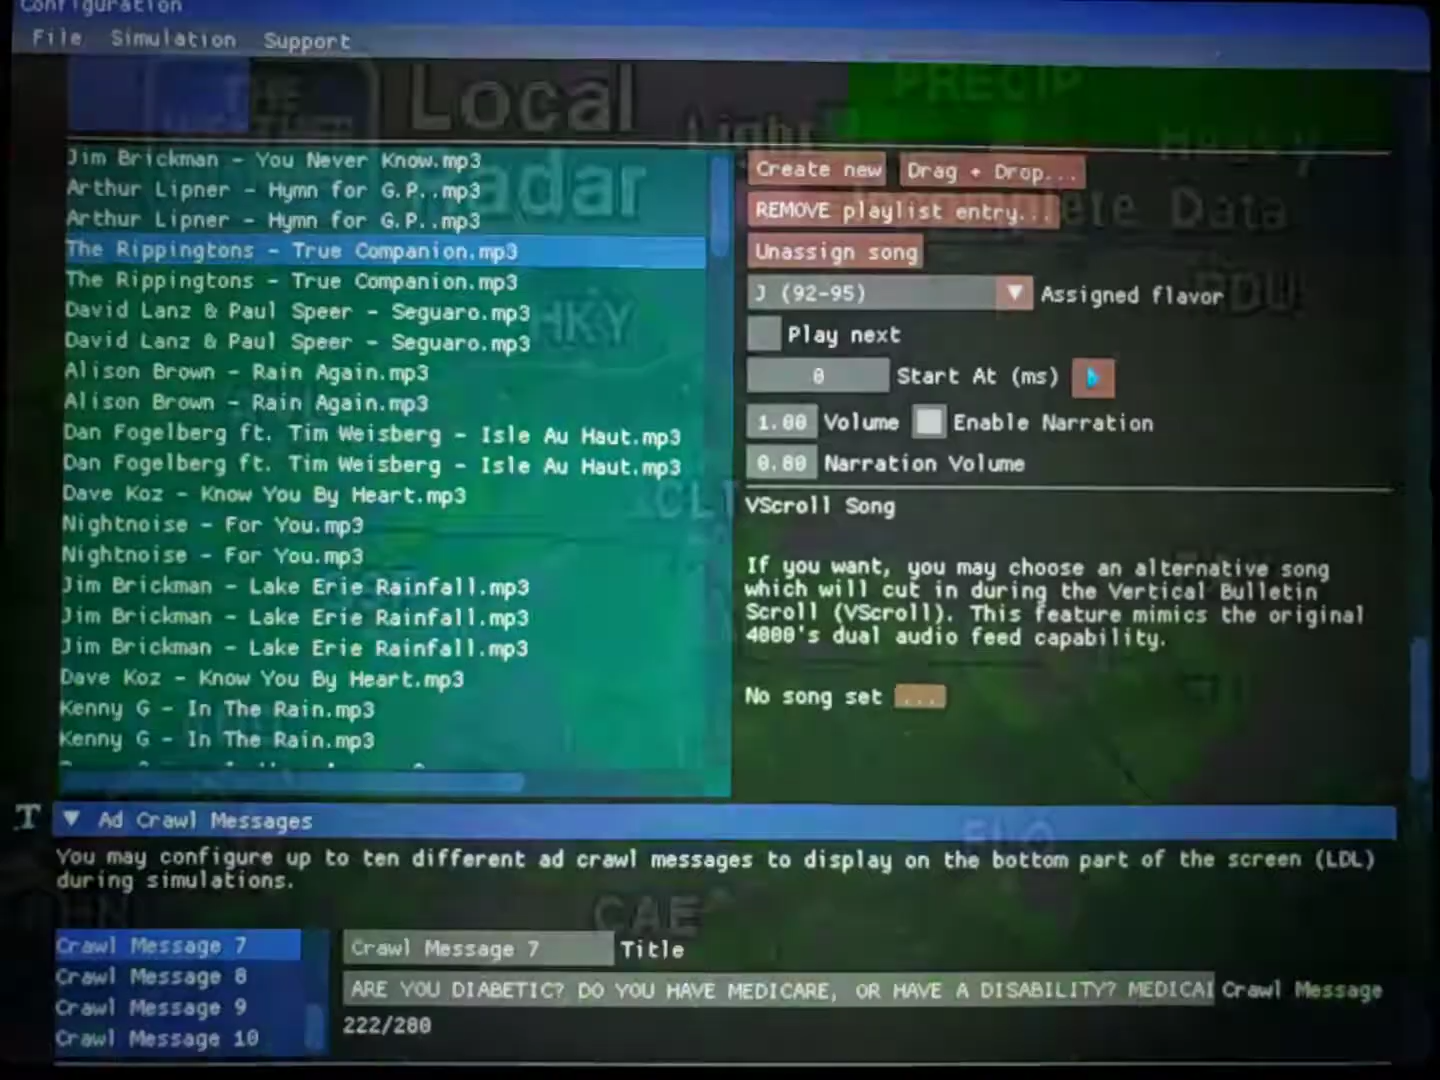 Configuration
File Simulation Support
Local
Radar
PRECIP
Light
Heavy
Incomplete Data
Jim Brickman - You Never Know.mp3
Arthur Lipner - Hymn for G.P..mp3
Arthur Lipner - Hymn for G.P..mp3
The Rippingtons - True Companion.mp3
The Rippingtons - True Companion.mp3
David Lanz & Paul Speer - Seguaro.mp3
David Lanz & Paul Speer - Seguaro.mp3
Alison Brown - Rain Again.mp3
Alison Brown - Rain Again.mp3
Dan Fogelberg ft. Tim Weisberg - Isle Au Haut.mp3
Dan Fogelberg ft. Tim Weisberg - Isle Au Haut.mp3
Dave Koz - Know You By Heart.mp3
Nightnoise - For You.mp3
Nightnoise - For You.mp3
Jim Brickman - Lake Erie Rainfall.mp3
Jim Brickman - Lake Erie Rainfall.mp3
Jim Brickman - Lake Erie Rainfall.mp3
Dave Koz - Know You By Heart.mp3
Kenny G - In The Rain.mp3
Kenny G - In The Rain.mp3
HKY
CLT
Create new Drag + Drop...
REMOVE playlist entry...
Unassign song
J (92-95) Assigned flavor
RDU
Play next
0 Start At (ms)
1.00 Volume Enable Narration
0.80 Narration Volume
VScroll Song
If you want, you may choose an alternative song
which will cut in during the Vertical Bulletin
Scroll (VScroll). This feature mimics the original
4000's dual audio feed capability.
No song set ...
T
Ad Crawl Messages
FLO
You may configure up to ten different ad crawl messages to display on the bottom part of the screen (LDL)
during simulations.
CAE
Crawl Message 7
Crawl Message 8
Crawl Message 9
Crawl Message 10
Crawl Message 7 Title
ARE YOU DIABETIC? DO YOU HAVE MEDICARE, OR HAVE A DISABILITY? MEDICAI Crawl Message
222/280